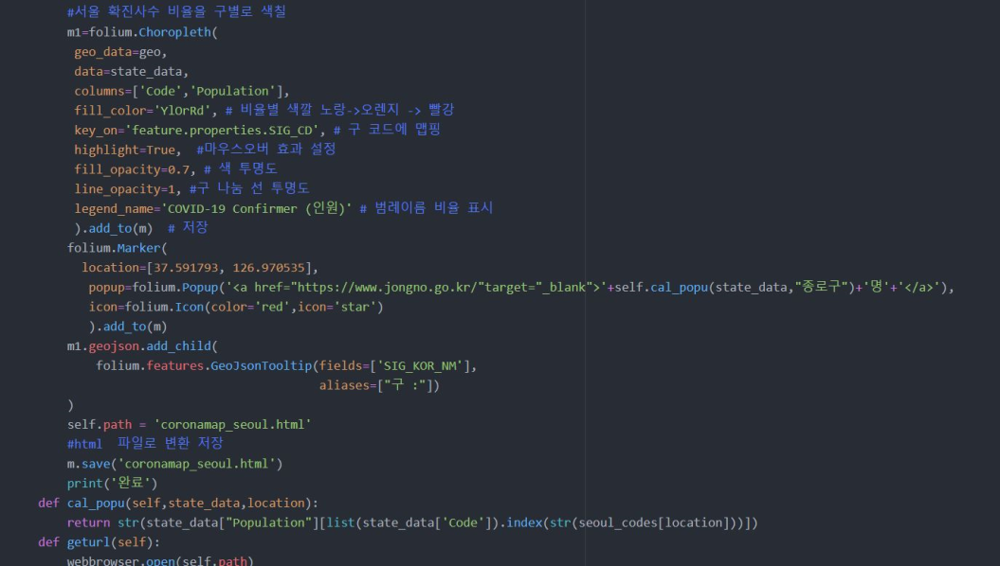 #서울 확진사수 비율을 구별로 색칠
m1=folium.Choropleth(
geo_data=geo,
data=state_data,
columns=['Code','Population'],
fill_color='YlOrRd', # 비율별 색깔 노랑->오렌지 -> 빨강
key_on='feature.properties.SIG_CD', # 구 코드에 맵핑
highlight=True,  #마우스오버 효과 설정
fill_opacity=0.7, # 색 투명도
line_opacity=1, #구 나눔 선 투명도
legend_name='COVID-19 Confirmer (인원)' # 범레이름 비율 표시
).add_to(m)  # 저장
folium.Marker(
location=[37.591793, 126.970535],
popup=folium.Popup('<a href="https://www.jongno.go.kr/"target="_blank">'+self.cal_popu(state_data,"종로구")+'명'+'</a>'),
icon=folium.Icon(color='red',icon='star')
).add_to(m)
m1.geojson.add_child(
folium.features.GeoJsonTooltip(fields=['SIG_KOR_NM'],
aliases=["구 :"])
)
self.path = 'coronamap_seoul.html'
#html  파일로 변환 저장
m.save('coronamap_seoul.html')
print('완료')
def cal_popu(self,state_data,location):
return str(state_data["Population"][list(state_data['Code']).index(str(seoul_codes[location]))])
def geturl(self):
webbrowser.open(self.path)